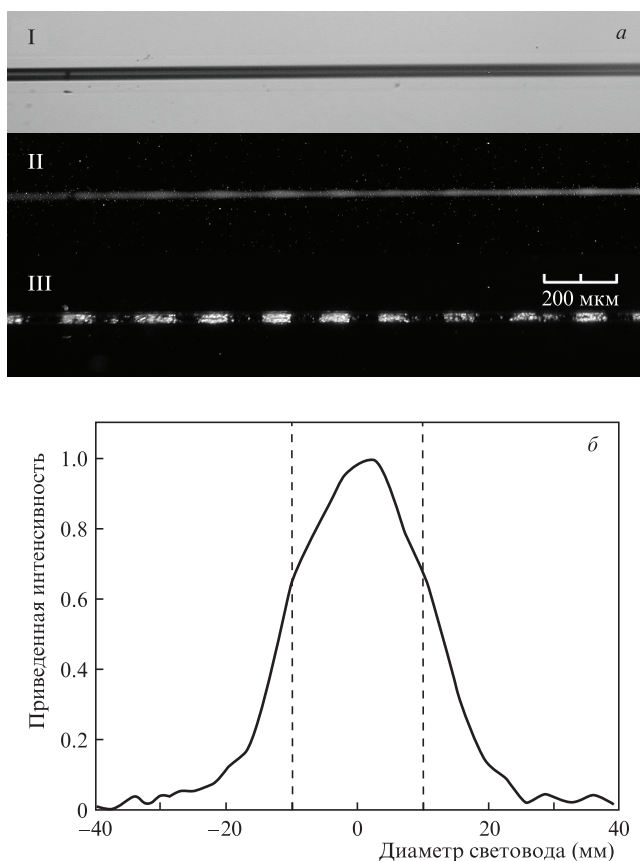 I а
II
III
200 мкм
б
Приведенная интенсивность
1.0
0.8
0.6
0.4
0.2
0
−40 −20 0 20 40
Диаметр световода (мм)